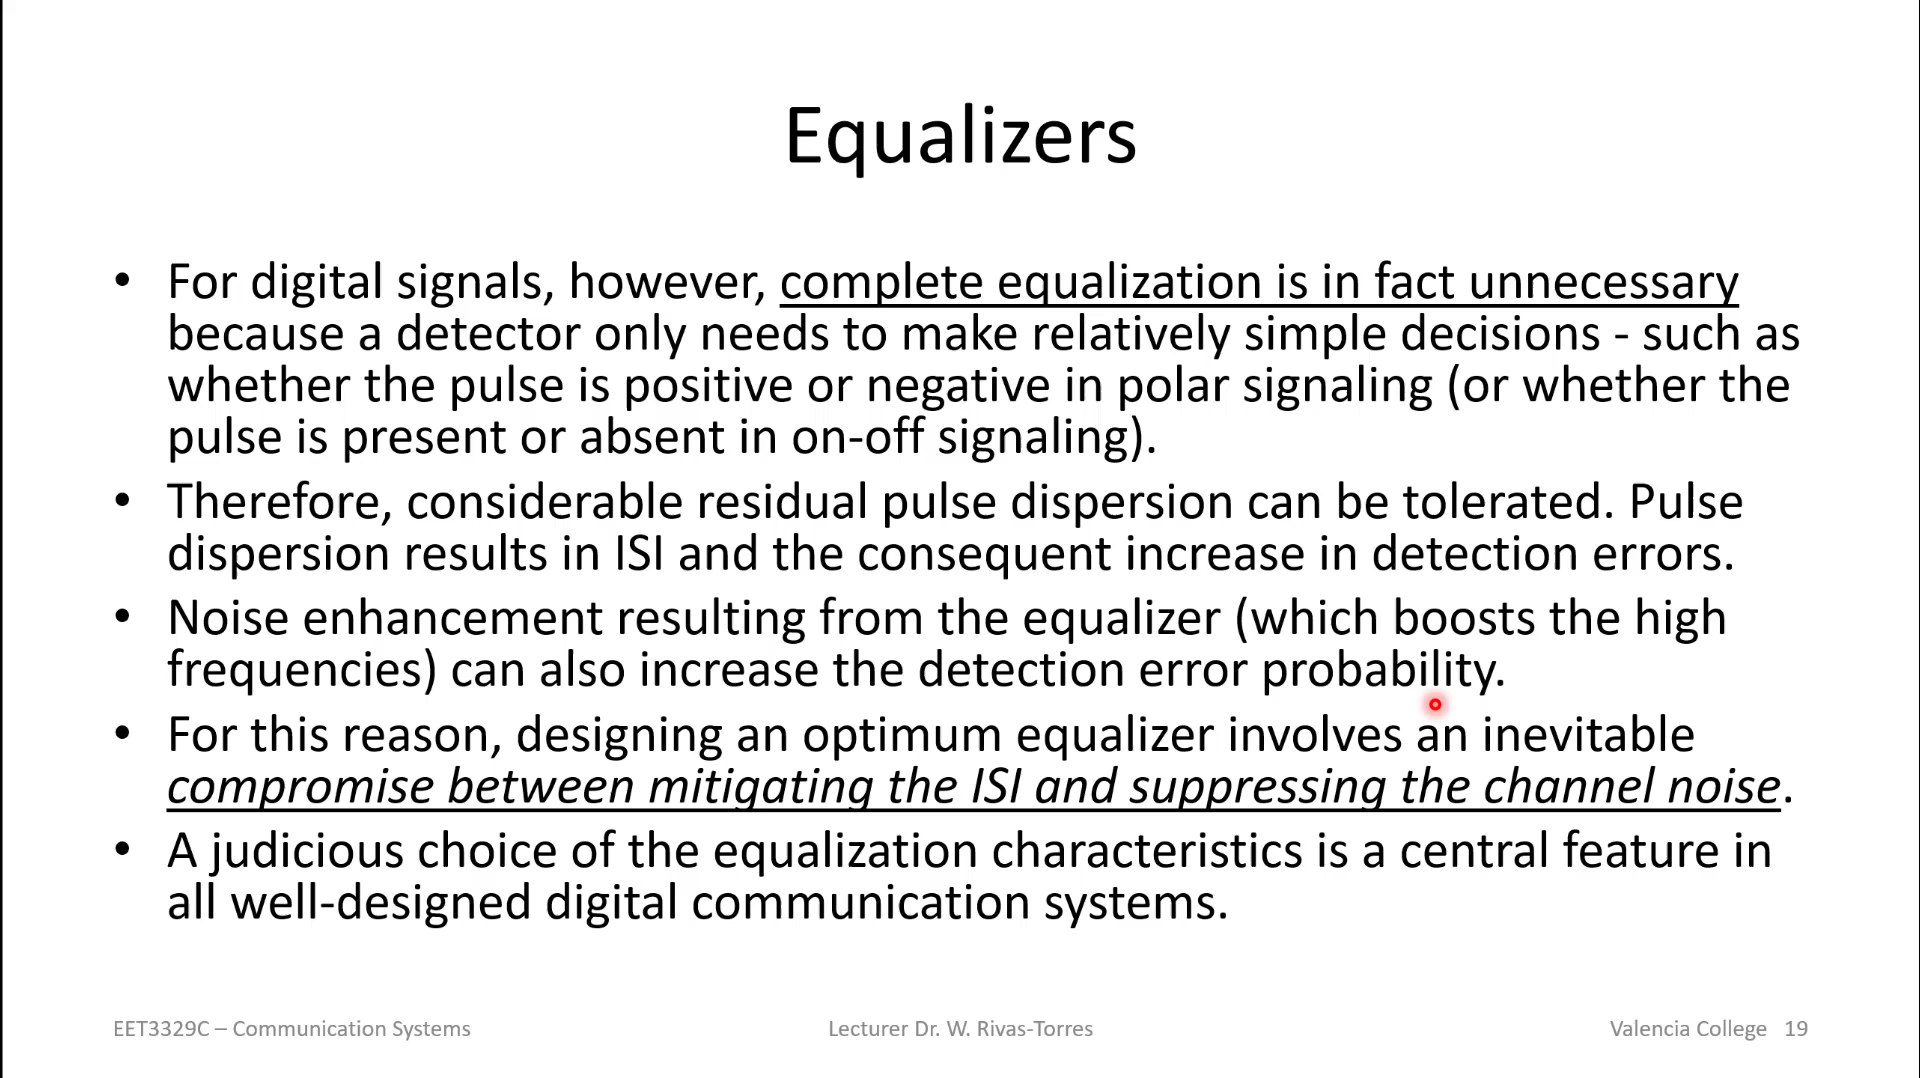 Equalizers
• For digital signals, however, complete equalization is in fact unnecessary
because a detector only needs to make relatively simple decisions - such as
whether the pulse is positive or negative in polar signaling (or whether the
pulse is present or absent in on-off signaling).
• Therefore, considerable residual pulse dispersion can be tolerated. Pulse
dispersion results in ISI and the consequent increase in detection errors.
• Noise enhancement resulting from the equalizer (which boosts the high
frequencies) can also increase the detection error probability.
• For this reason, designing an optimum equalizer involves an inevitable
compromise between mitigating the ISI and suppressing the channel noise.
• A judicious choice of the equalization characteristics is a central feature in
all well-designed digital communication systems.
EET3329C – Communication Systems
Lecturer Dr. W. Rivas-Torres
Valencia College 19